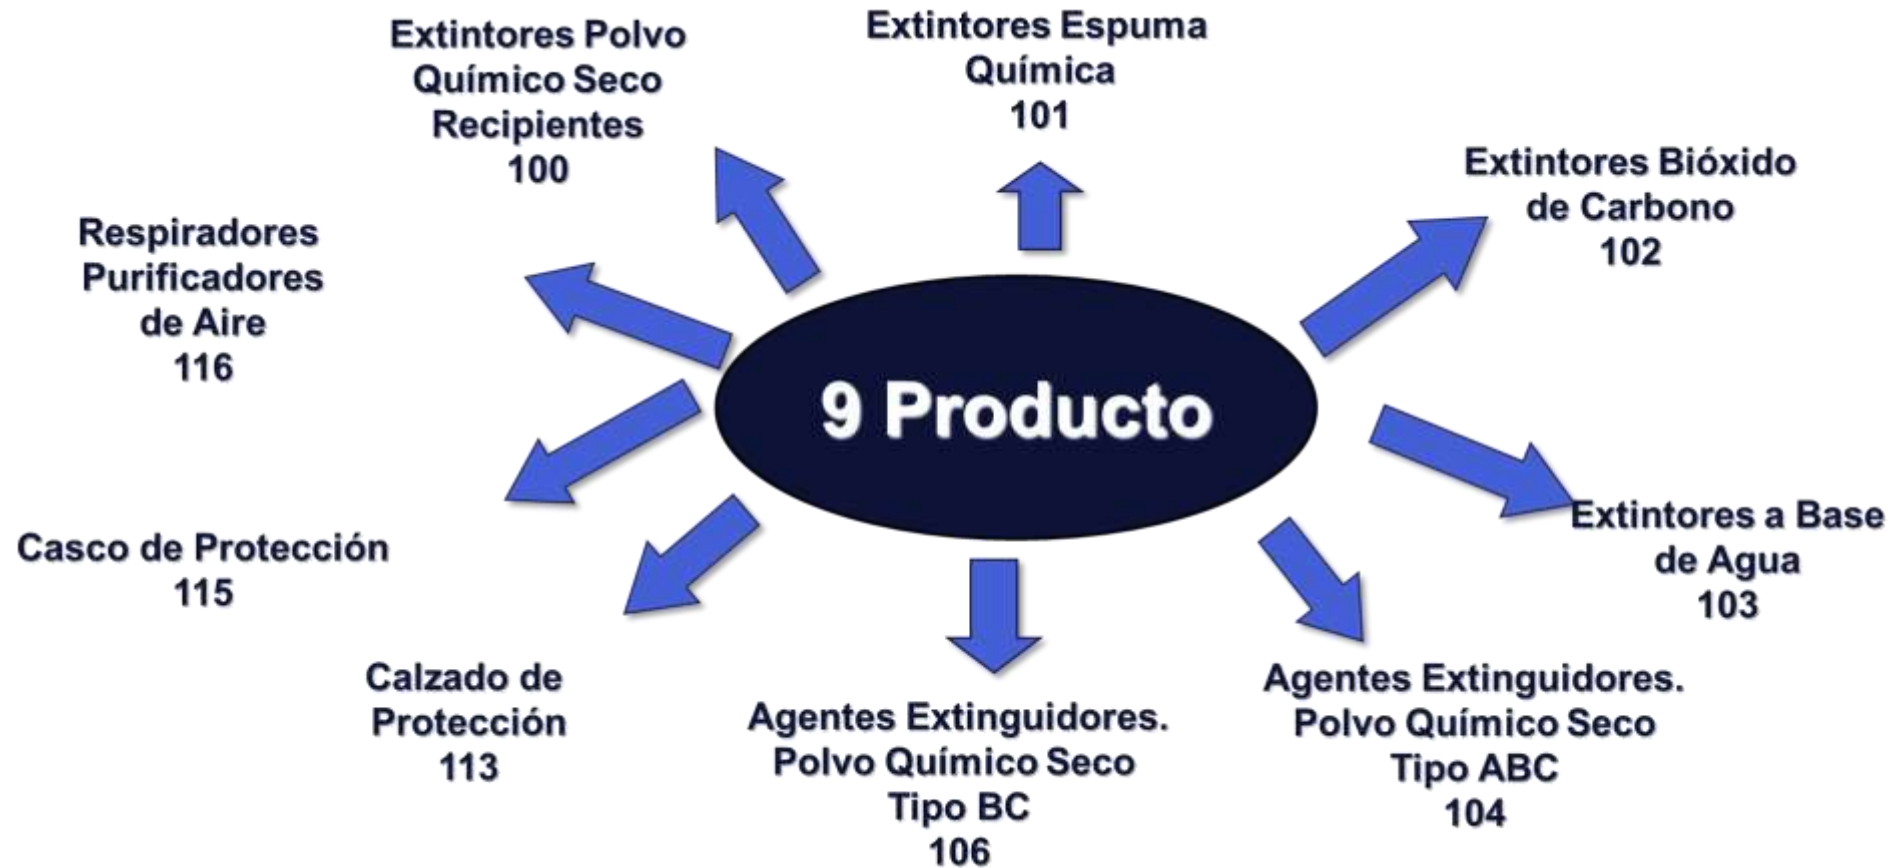 Extintores Polvo
Químico Seco
Recipientes
100
Extintores Espuma
Química
101
Extintores Bióxido
de Carbono
102
Respiradores
Purificadores
de Aire
116
9 Producto
Extintores a Base
de Agua
103
Casco de Protección
115
Calzado de
Protección
113
Agentes Extinguidores.
Polvo Químico Seco
Tipo BC
106
Agentes Extinguidores.
Polvo Químico Seco
Tipo ABC
104